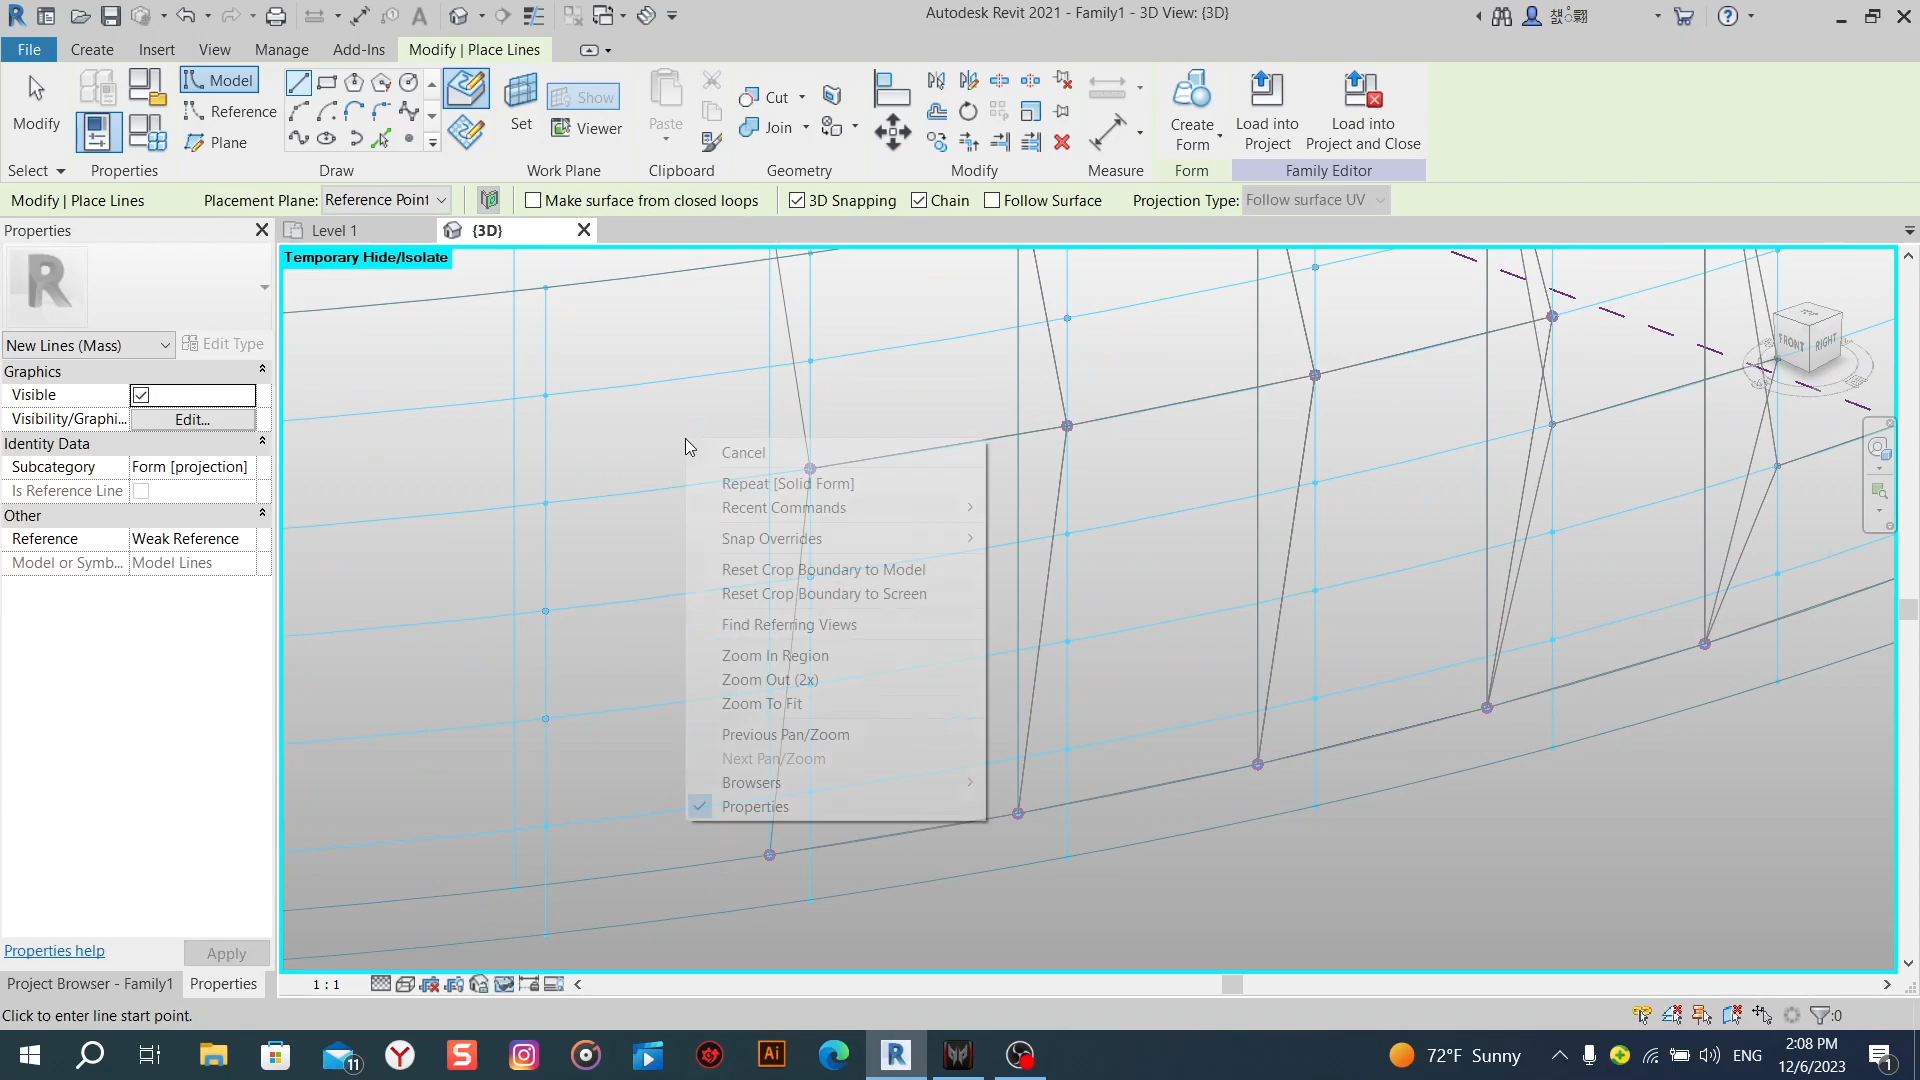 Autodesk Revit 2021 - Family1 - 3D View: {3D}
File
Create
Insert
View
Manage
Add-Ins
Modify | Place Lines
Modify
Model
Reference
Plane
Set
Show
Viewer
Paste
Cut
Join
Create
Form
Load into
Project
Load into
Project and Close
Select
Properties
Draw
Work Plane
Clipboard
Geometry
Modify
Measure
Form
Family Editor
Modify | Place Lines
Placement Plane:
Reference Point
Make surface from closed loops
3D Snapping
Chain
Follow Surface
Projection Type:
Follow surface UV
Properties
Level 1
{3D}
Temporary Hide/Isolate
R
New Lines (Mass)
Edit Type
Graphics
Visible
Visibility/Graphi...
Edit...
Identity Data
Subcategory
Form [projection]
Is Reference Line
Other
Reference
Weak Reference
Model or Symb...
Model Lines
TOP
FRONT
RIGHT
Cancel
Repeat [Solid Form]
Recent Commands
Snap Overrides
Reset Crop Boundary to Model
Reset Crop Boundary to Screen
Find Referring Views
Zoom In Region
Zoom Out (2x)
Zoom To Fit
Previous Pan/Zoom
Next Pan/Zoom
Browsers
Properties
Properties help
Apply
Project Browser - Family1
Properties
1 : 1
Click to enter line start point.
:0
11
Ai
R
72°F Sunny
ENG
2:08 PM
12/6/2023
1